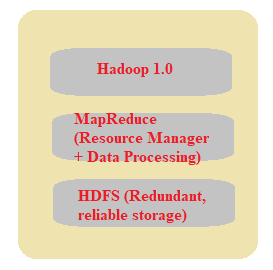 Hadoop 1.0
MapReduce
(Resource Manager
+ Data Processing)
HDFS (Redundant,
reliable storage)